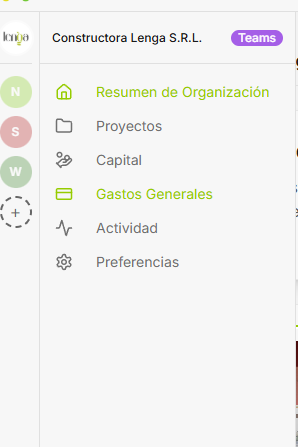 lenga
Constructora Lenga S.R.L. Teams
N
Resumen de Organización
S
Proyectos
W
Capital
+
Gastos Generales
Actividad
Preferencias